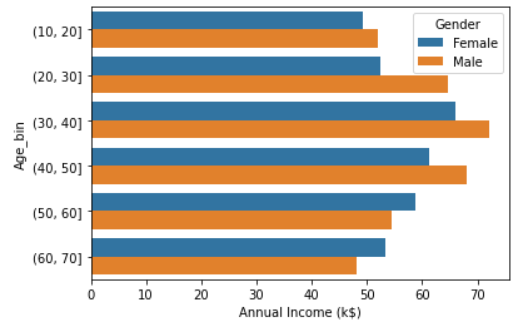 Gender
Female
Male
(10, 20]
(20, 30]
(30, 40]
(40, 50]
(50, 60]
(60, 70]
Age_bin
0 10 20 30 40 50 60 70
Annual Income (k$)